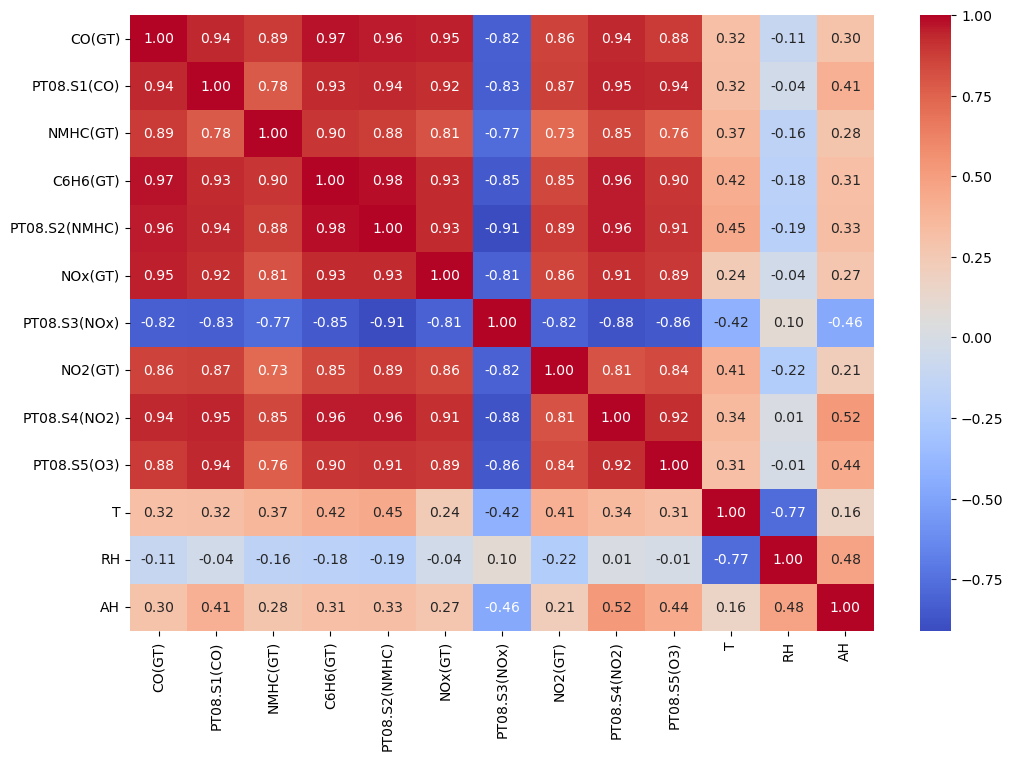 CO(GT) 1.00 0.94 0.89 0.97 0.96 0.95 -0.82 0.86 0.94 0.88 0.32 -0.11 0.30
PT08.S1(CO) 0.94 1.00 0.78 0.93 0.94 0.92 -0.83 0.87 0.95 0.94 0.32 -0.04 0.41
NMHC(GT) 0.89 0.78 1.00 0.90 0.88 0.81 -0.77 0.73 0.85 0.76 0.37 -0.16 0.28
C6H6(GT) 0.97 0.93 0.90 1.00 0.98 0.93 -0.85 0.85 0.96 0.90 0.42 -0.18 0.31
PT08.S2(NMHC) 0.96 0.94 0.88 0.98 1.00 0.93 -0.91 0.89 0.96 0.91 0.45 -0.19 0.33
NOx(GT) 0.95 0.92 0.81 0.93 0.93 1.00 -0.81 0.86 0.91 0.89 0.24 -0.04 0.27
PT08.S3(NOx) -0.82 -0.83 -0.77 -0.85 -0.91 -0.81 1.00 -0.82 -0.88 -0.86 -0.42 0.10 -0.46
NO2(GT) 0.86 0.87 0.73 0.85 0.89 0.86 -0.82 1.00 0.81 0.84 0.41 -0.22 0.21
PT08.S4(NO2) 0.94 0.95 0.85 0.96 0.96 0.91 -0.88 0.81 1.00 0.92 0.34 0.01 0.52
PT08.S5(O3) 0.88 0.94 0.76 0.90 0.91 0.89 -0.86 0.84 0.92 1.00 0.31 -0.01 0.44
T 0.32 0.32 0.37 0.42 0.45 0.24 -0.42 0.41 0.34 0.31 1.00 -0.77 0.16
RH -0.11 -0.04 -0.16 -0.18 -0.19 -0.04 0.10 -0.22 0.01 -0.01 -0.77 1.00 0.48
AH 0.30 0.41 0.28 0.31 0.33 0.27 -0.46 0.21 0.52 0.44 0.16 0.48 1.00
CO(GT) PT08.S1(CO) NMHC(GT) C6H6(GT) PT08.S2(NMHC) NOx(GT) PT08.S3(NOx) NO2(GT) PT08.S4(NO2) PT08.S5(O3) T RH AH
1.00
0.75
0.50
0.25
0.00
-0.25
-0.50
-0.75